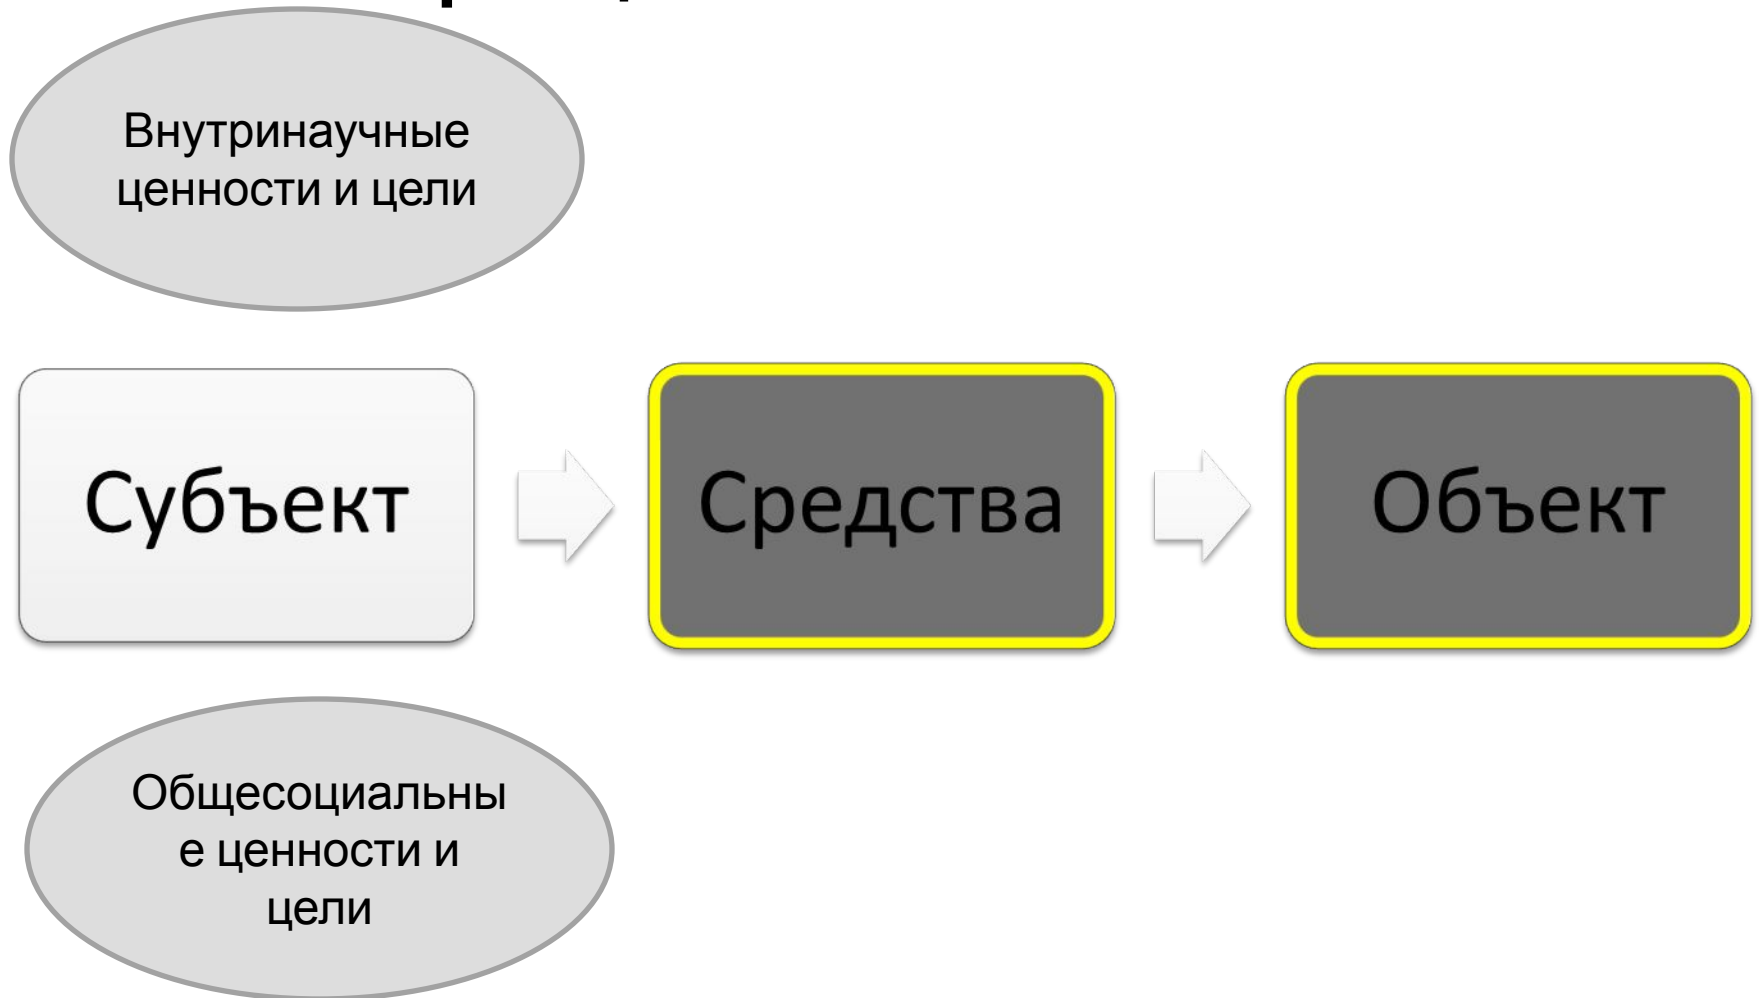 Внутринаучные
ценности и цели
Субъект
Средства
Объект
Общесоциальны
е ценности и
цели